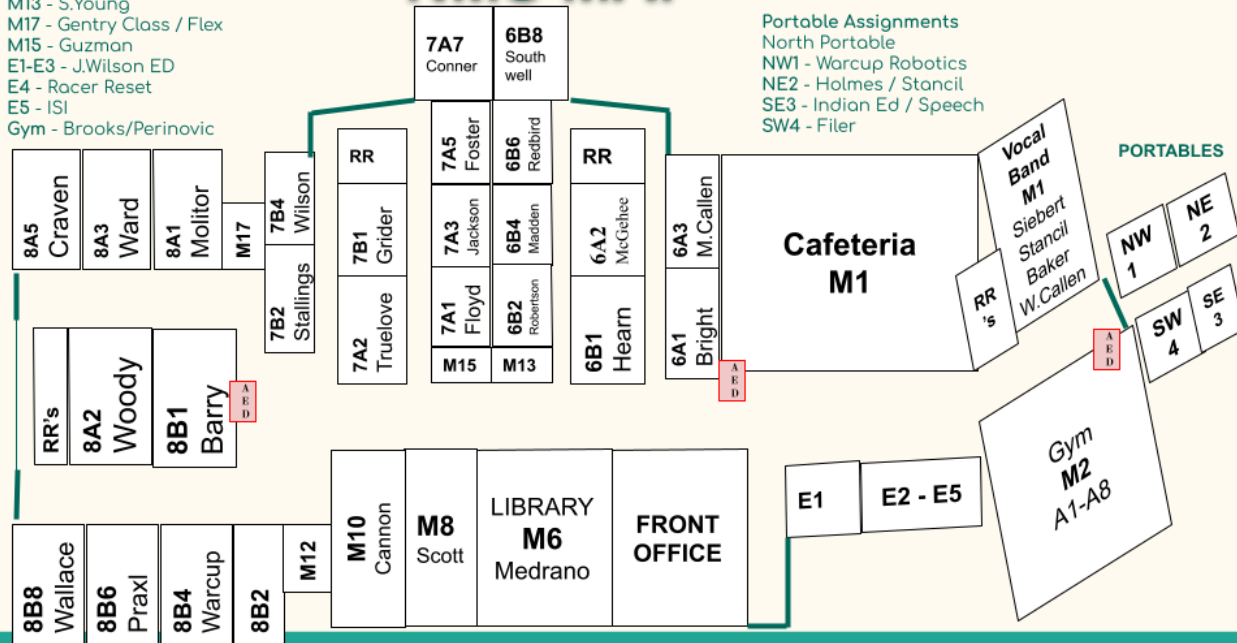 M13 - S.Young
M17 - Gentry Class / Flex
M15 - Guzman
E1-E3 - J.Wilson ED
E4 - Racer Reset
E5 - ISI
Gym - Brooks/Perinovic
Portable Assignments
North Portable
NW1 - Warcup Robotics
NE2 - Holmes / Stancil
SE3 - Indian Ed / Speech
SW4 - Filer
PORTABLES
7A7
Conner
6B8
South
well
8A5
Craven
8A3
Ward
8A1
Molitor
M17
7B4
Wilson
7B2
Stallings
RR
7B1
Grider
7A2
Truelove
7A5
Foster
7A3
Jackson
7A1
Floyd
M15
6B6
Redbird
6B4
Madden
6B2
Robertson
M13
RR
6A2
McGehee
6B1
Hearn
6A3
M.Callen
6A1
Bright
AED
Cafeteria
M1
Vocal
Band
M1
Siebert
Stancil
Baker
W.Callen
RR
's
NW
1
NE
2
SW
4
SE
3
AED
RR's
8A2
Woody
8B1
Barry
AED
Gym
M2
A1-A8
8B8
Wallace
8B6
Praxl
8B4
Warcup
8B2
M12
M10
Cannon
M8
Scott
LIBRARY
M6
Medrano
FRONT
OFFICE
E1
E2 - E5